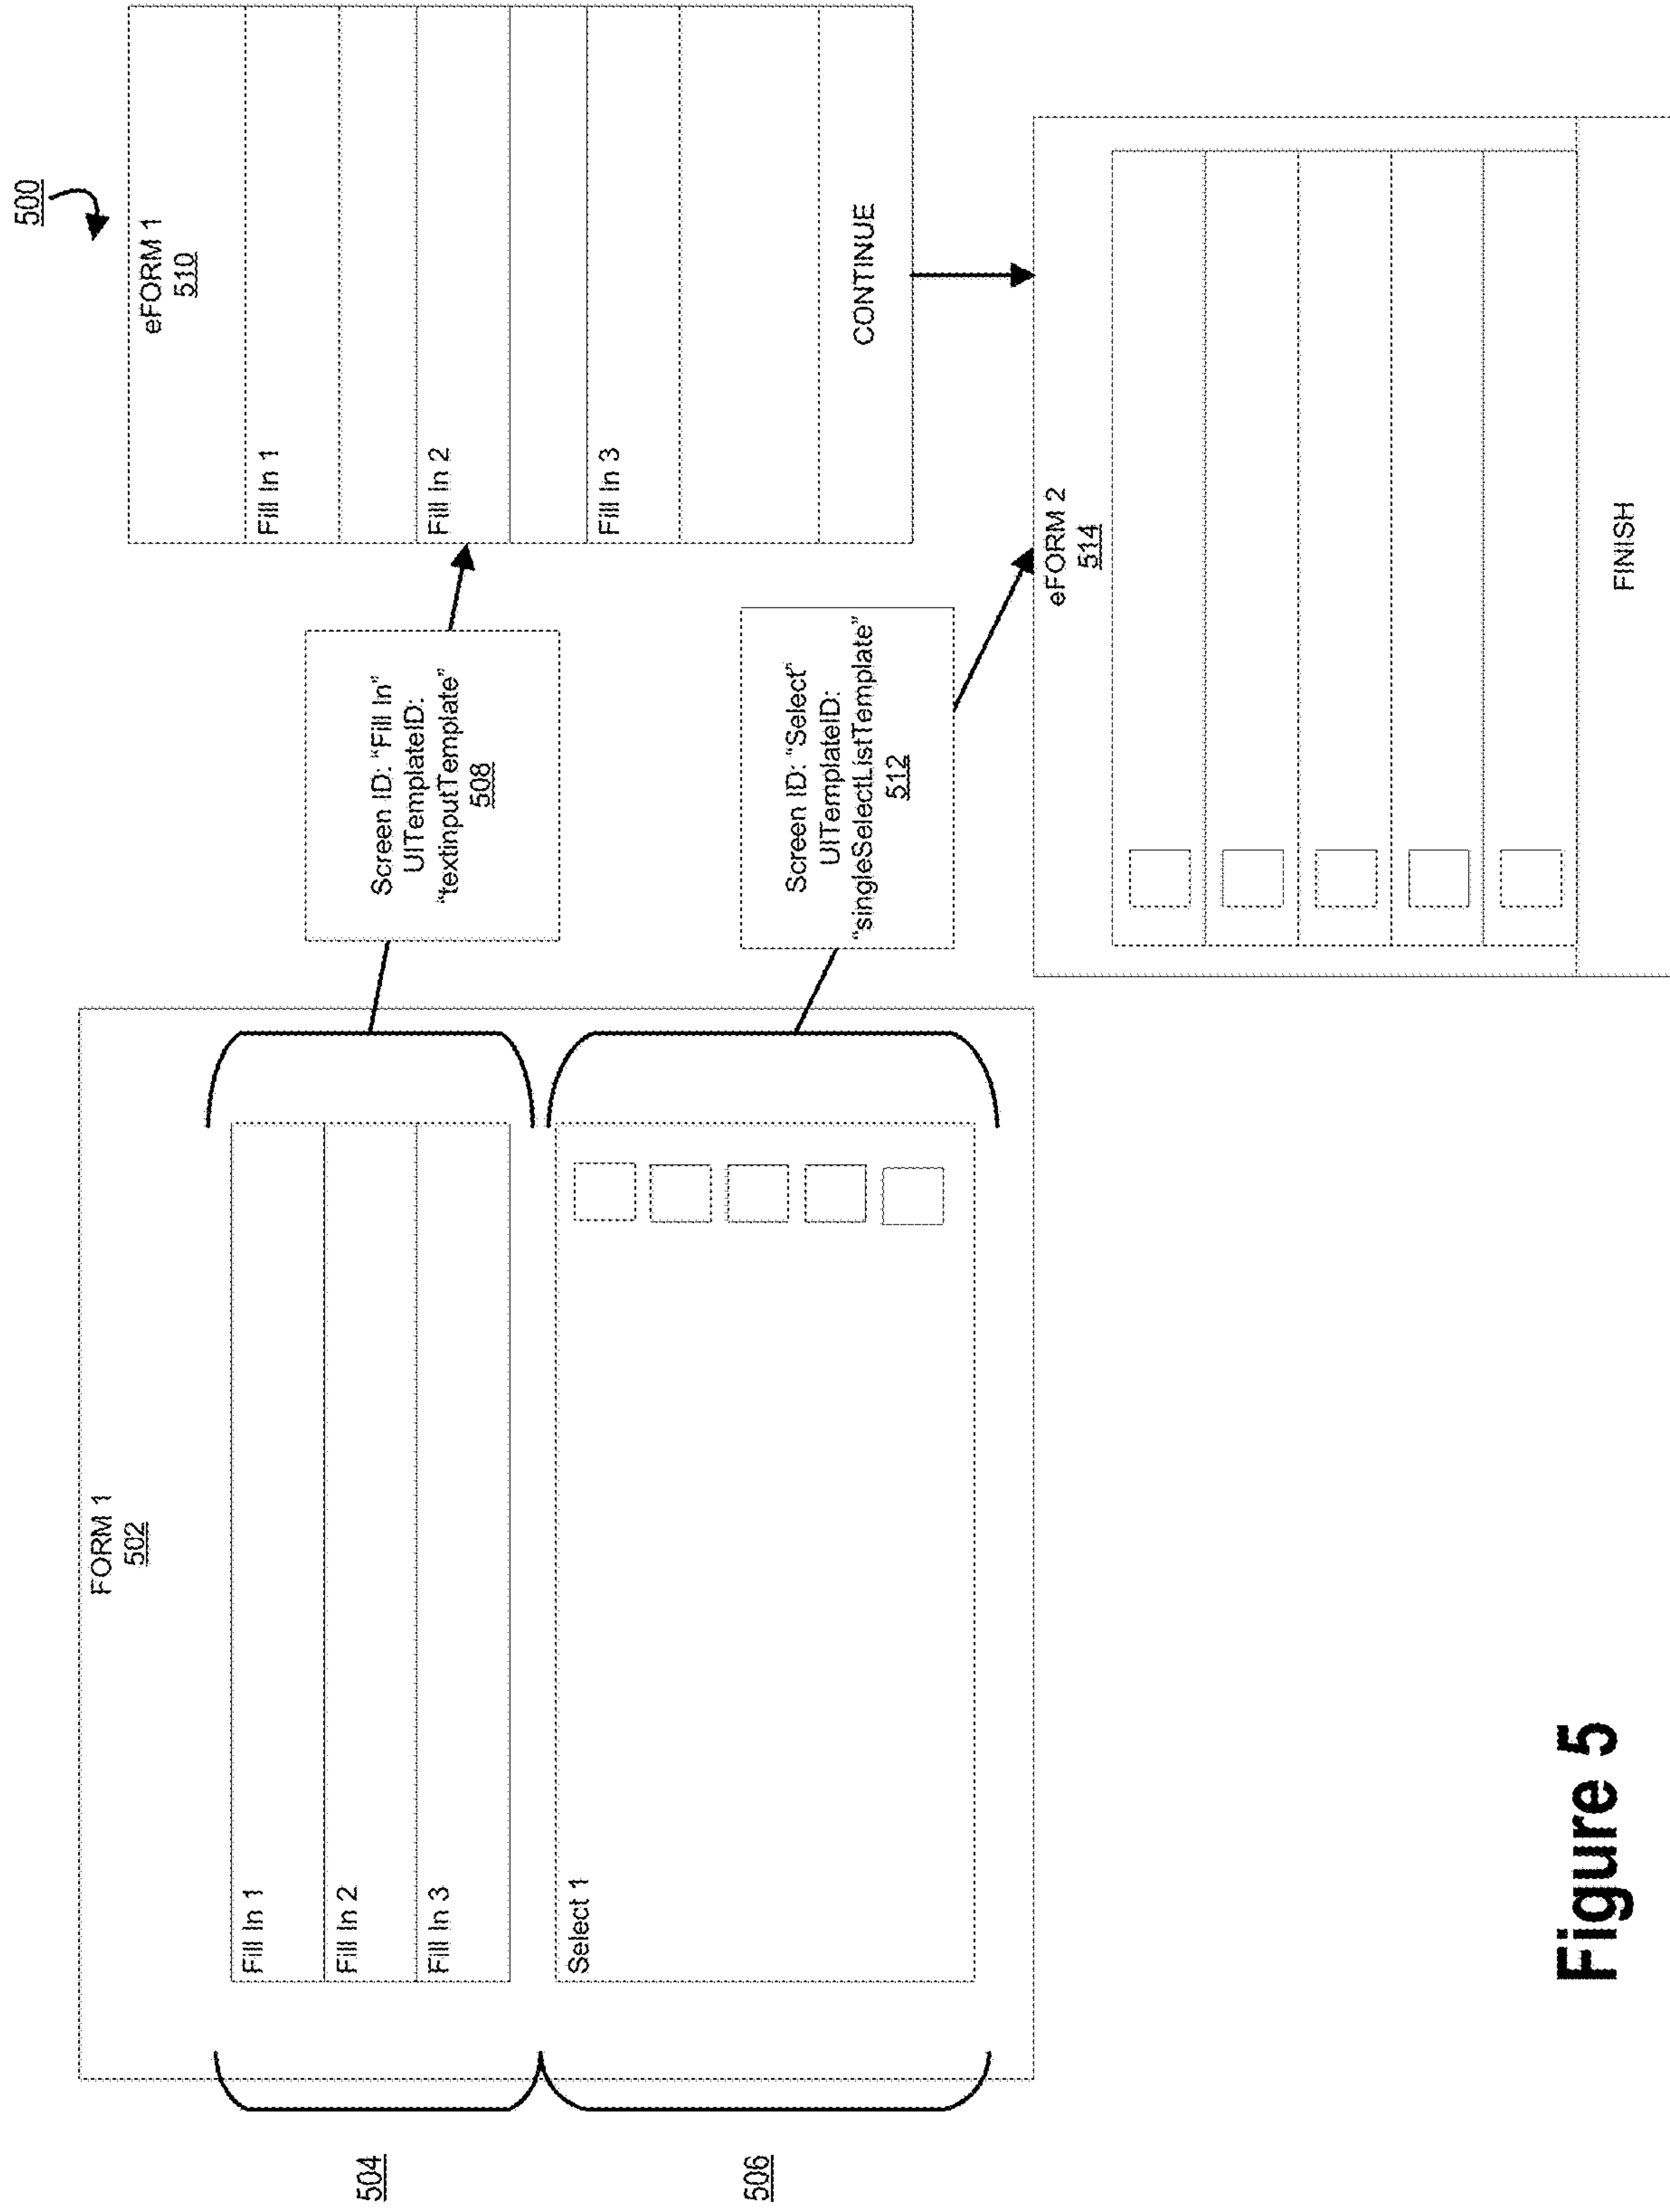 500
FORM 1
502
504
Fill In 1
Fill In 2
Fill In 3
506
Select 1
Screen ID: “Fill In”
UITemplateID:
“textInputTemplate”
508
Screen ID: “Select”
UITemplateID:
“singleSelectListTemplate”
512
eFORM 1
510
Fill In 1
Fill In 2
Fill In 3
CONTINUE
eFORM 2
514
FINISH
Figure 5